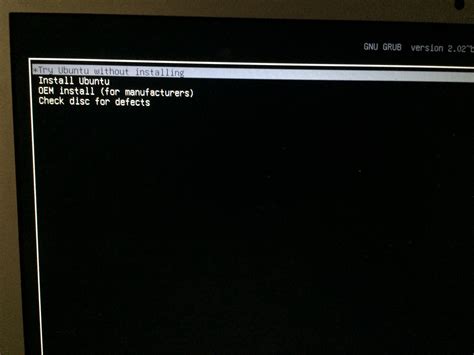 GNU GRUB version 2.02~b
*Try Ubuntu without installing
Install Ubuntu
OEM install (for manufacturers)
Check disc for defects